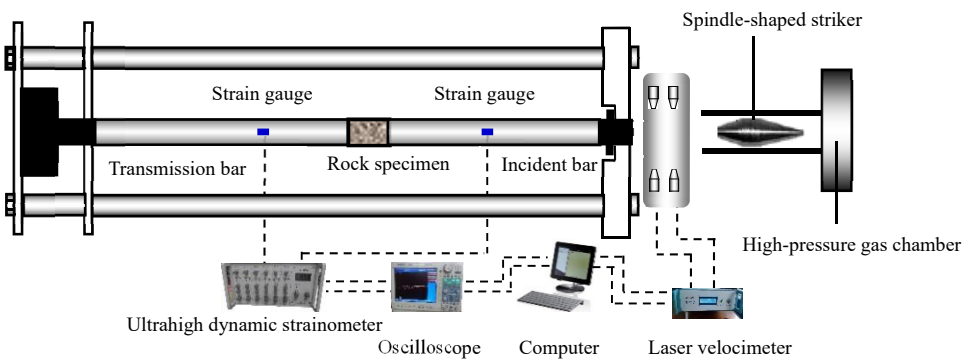 Spindle-shaped striker
Strain gauge
Strain gauge
Transmission bar
Rock specimen
Incident bar
High-pressure gas chamber
Ultrahigh dynamic strainometer
Oscilloscope
Computer
Laser velocimeter